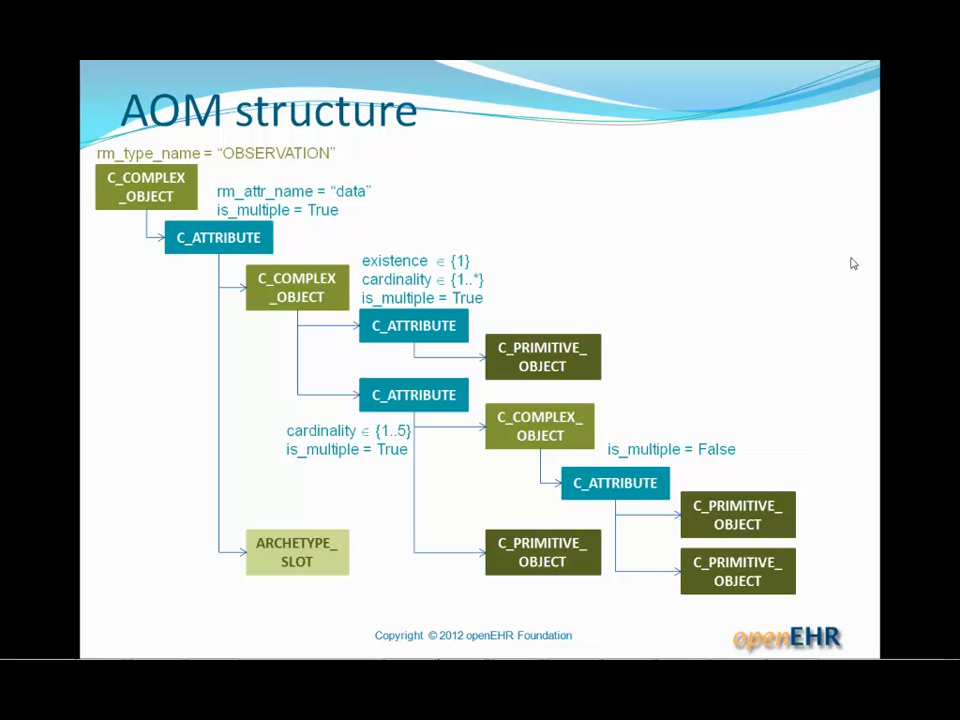 AOM structure
rm_type_name = “OBSERVATION”
C_COMPLEX
_OBJECT
rm_attr_name = “data”
is_multiple = True
C_ATTRIBUTE
C_COMPLEX
_OBJECT
existence ∈ {1}
cardinality ∈ {1..*}
is_multiple = True
C_ATTRIBUTE
C_PRIMITIVE_
OBJECT
C_ATTRIBUTE
cardinality ∈ {1..5}
is_multiple = True
C_COMPLEX_
OBJECT
is_multiple = False
C_ATTRIBUTE
C_PRIMITIVE_
OBJECT
ARCHETYPE_
SLOT
C_PRIMITIVE_
OBJECT
C_PRIMITIVE_
OBJECT
Copyright © 2012 openEHR Foundation
openEHR